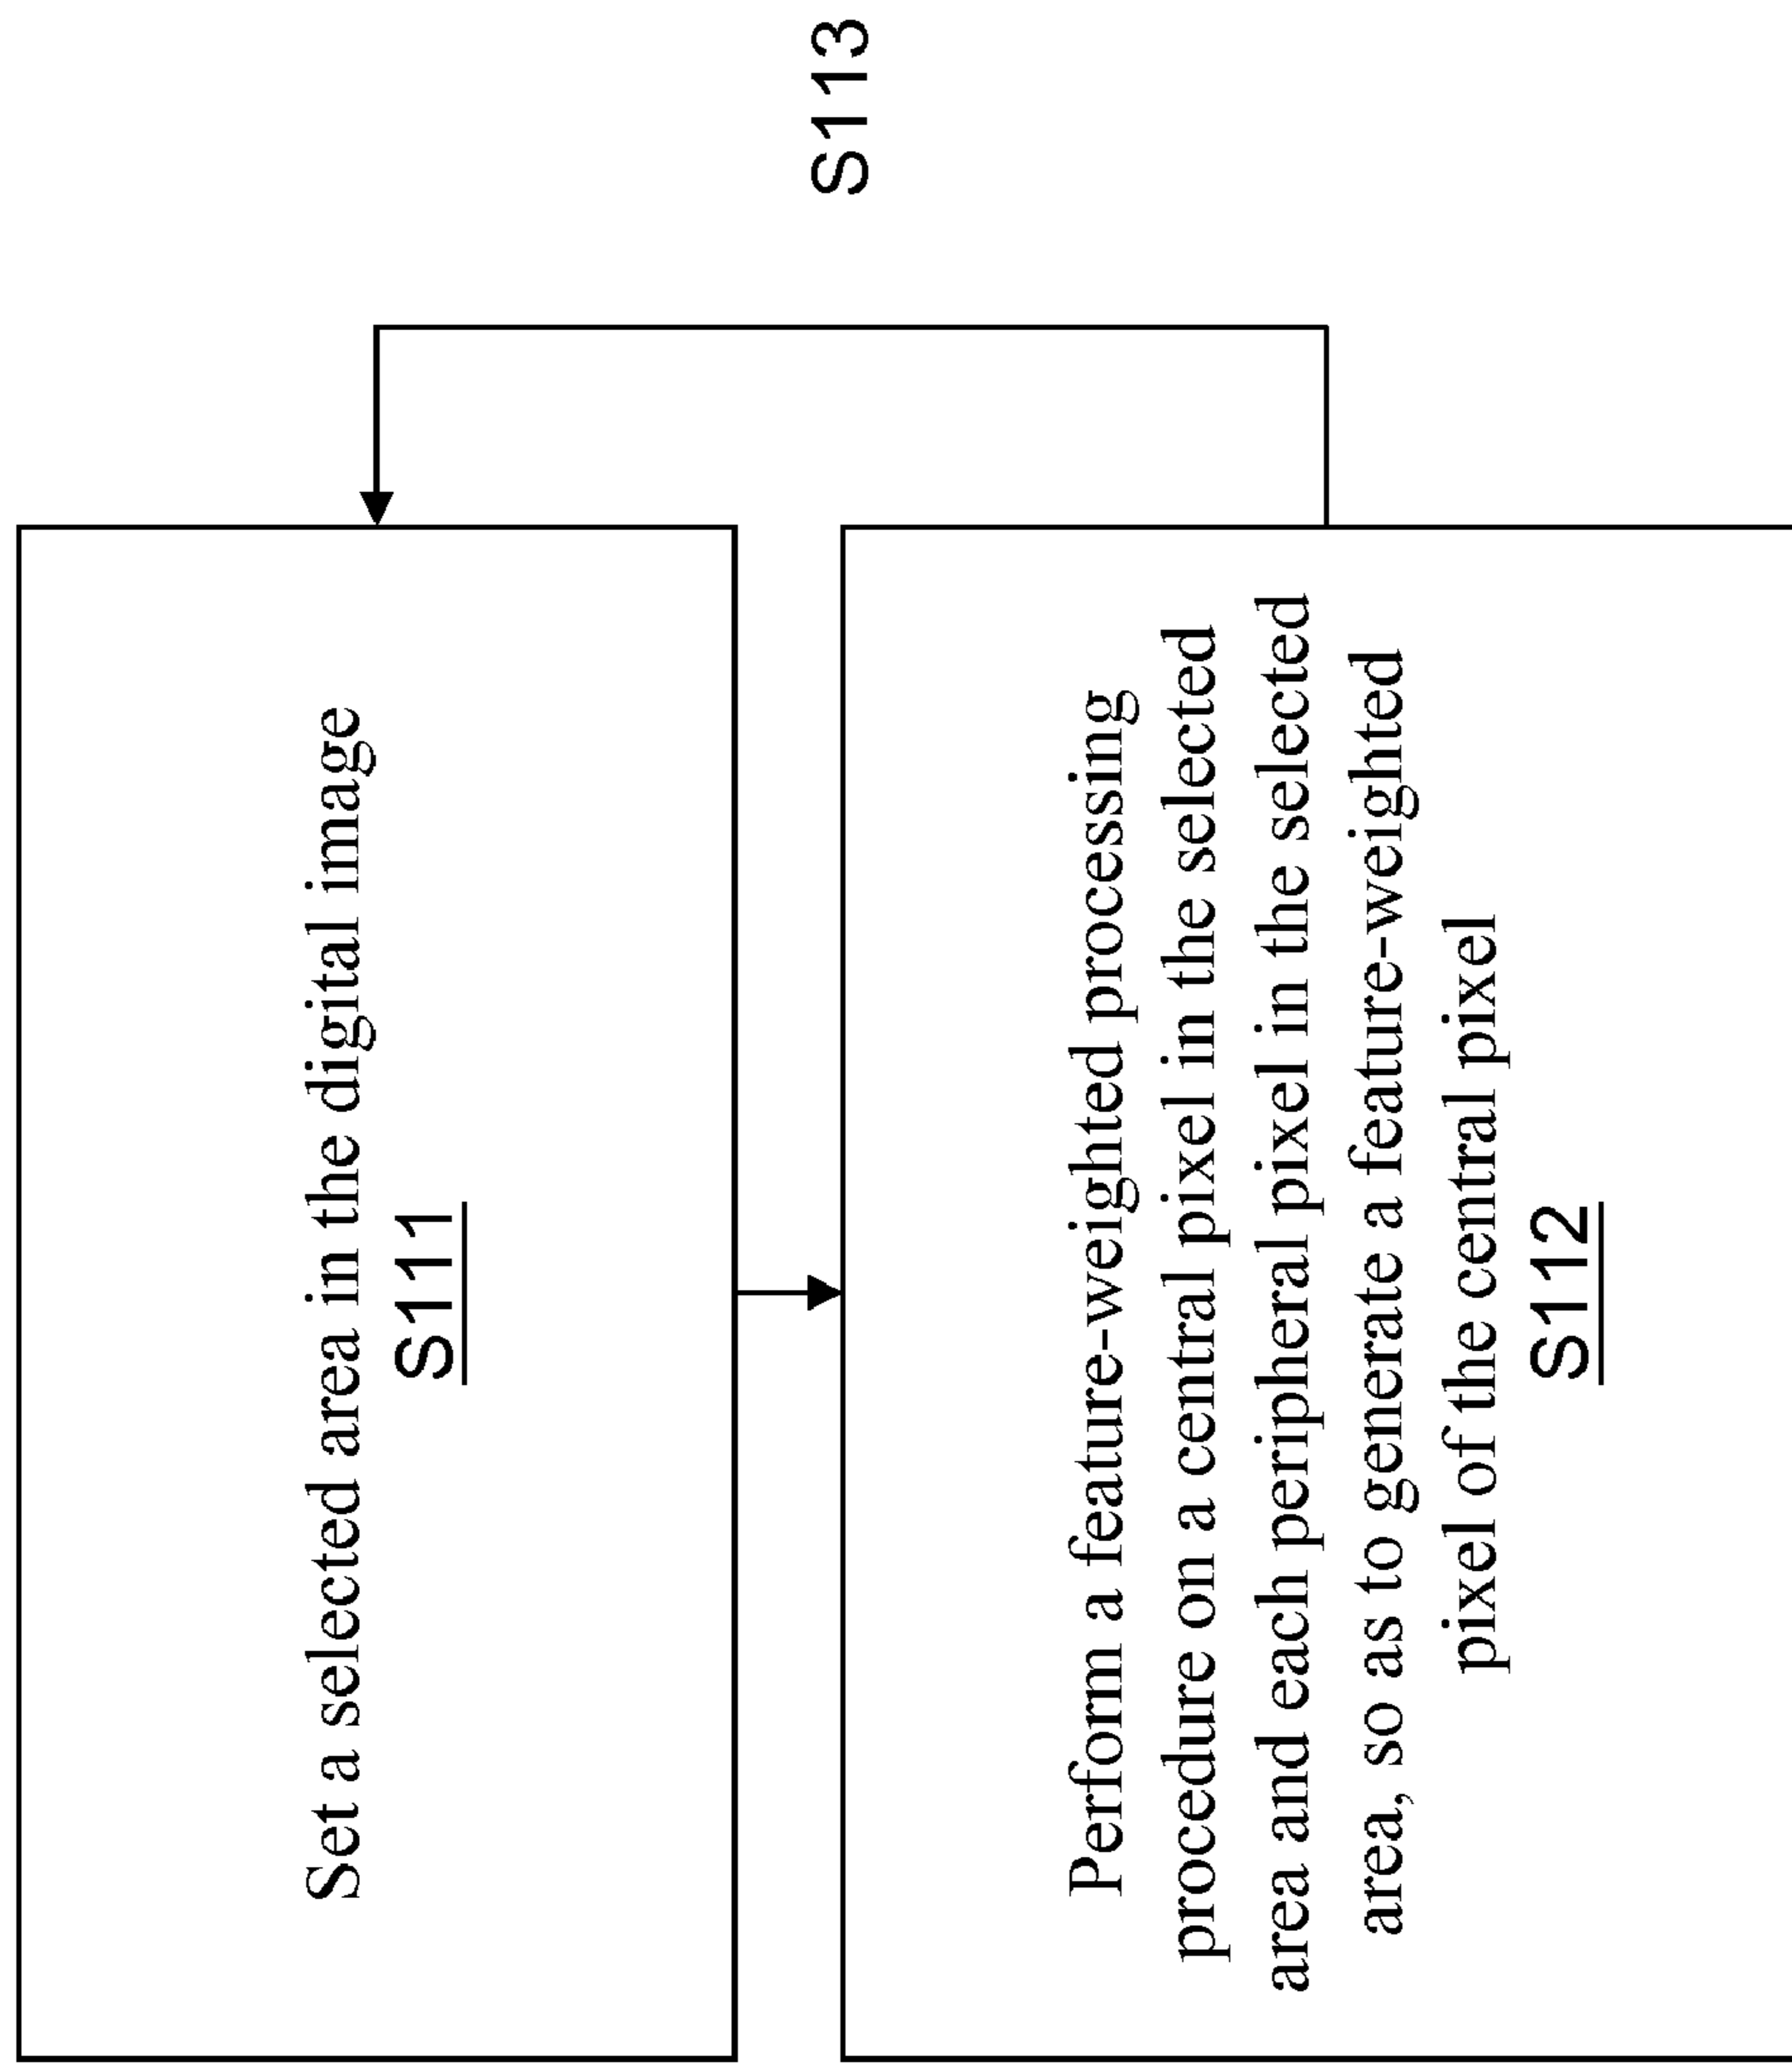 Set a selected area in the digital image
S111
Perform a feature-weighted processing
procedure on a central pixel in the selected
area and each peripheral pixel in the selected
area, so as to generate a feature-weighted
pixel of the central pixel
S112
S113